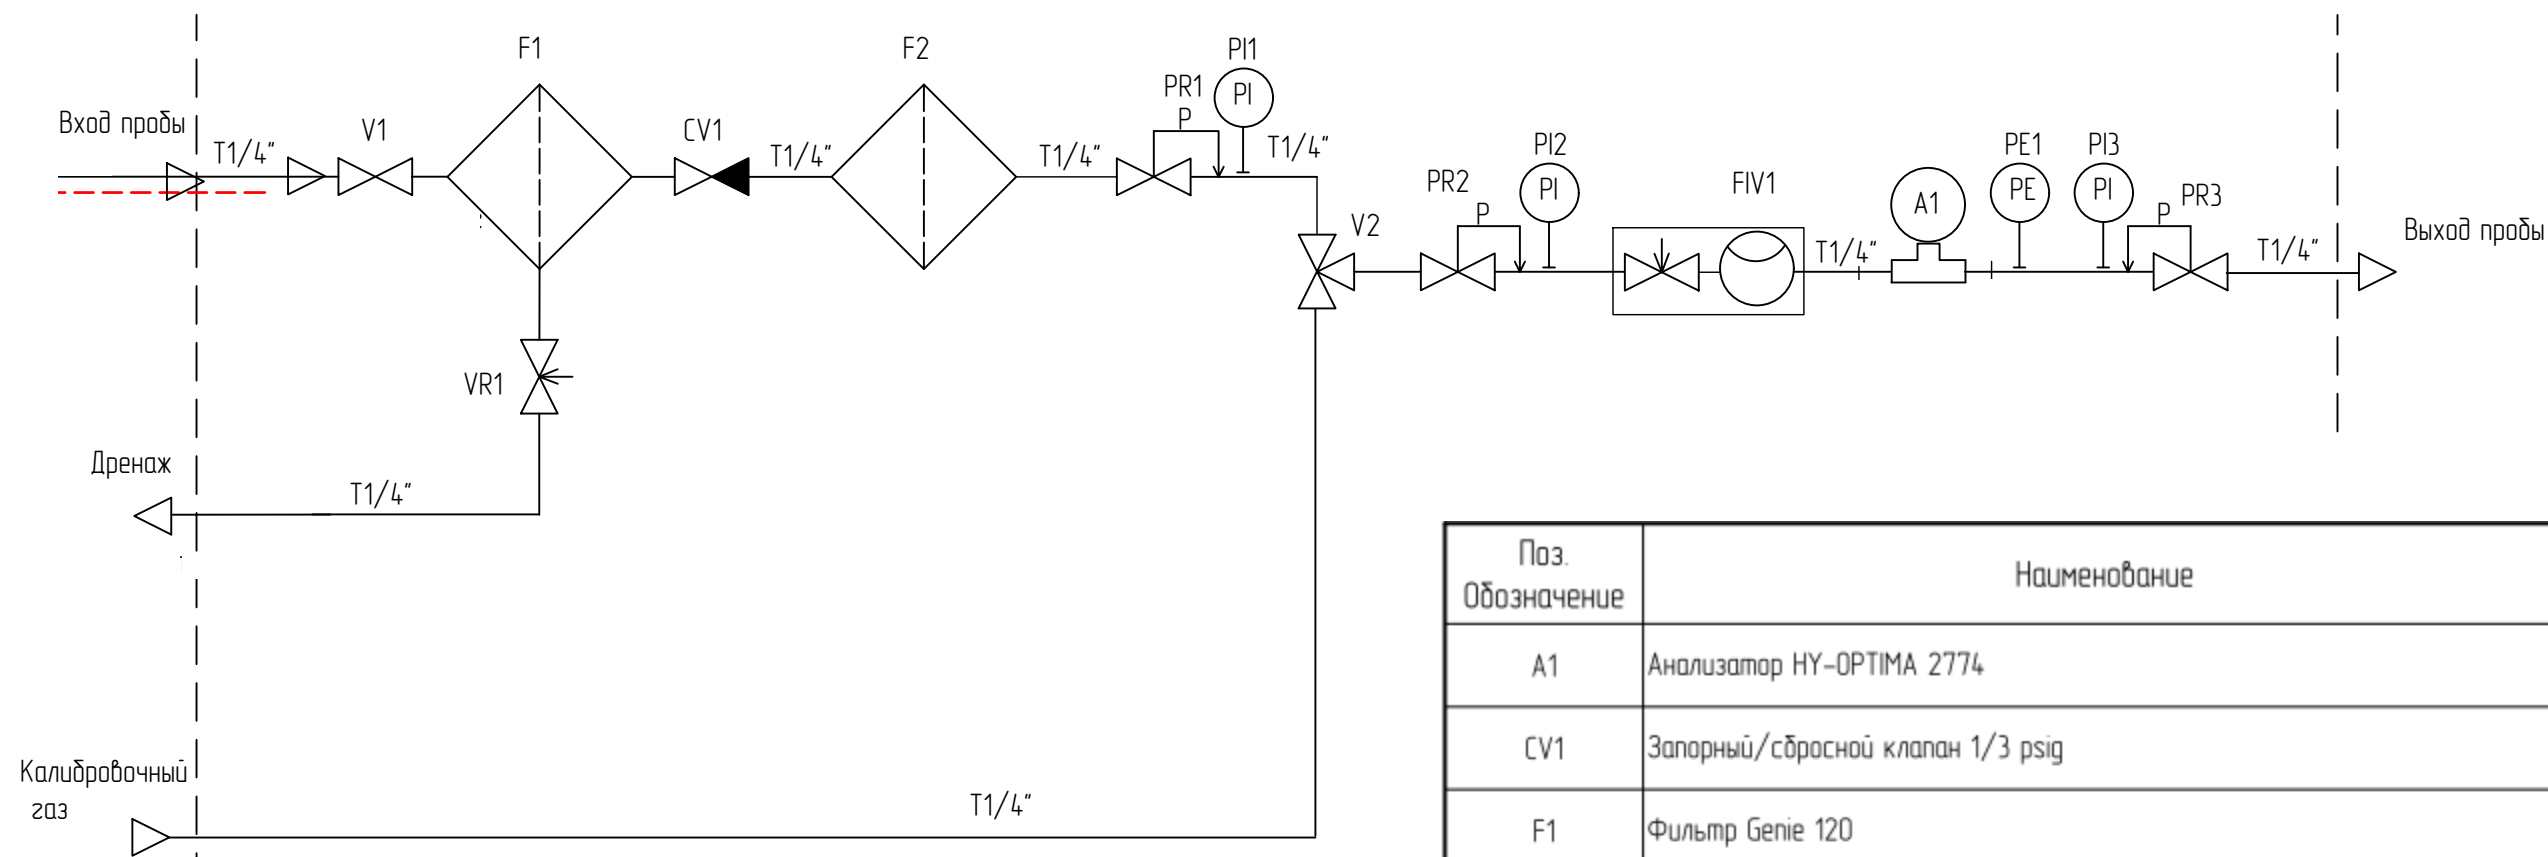 F1
F2
PI1
PR1
PI
P
Вход пробы
V1
CV1
T1/4"
T1/4"
T1/4"
T1/4"
PI2
PE1
PI3
PR2
PI
FIV1
A1
PE
PI
PR3
P
P
V2
T1/4"
T1/4"
Выход пробы
VR1
Дренаж
T1/4"
Калибровочный
газ
T1/4"
Поз.
Обозначение
Наименование
A1
Анализатор HY-OPTIMA 2774
CV1
Запорный/сбросной клапан 1/3 psig
F1
Фильтр Genie 120